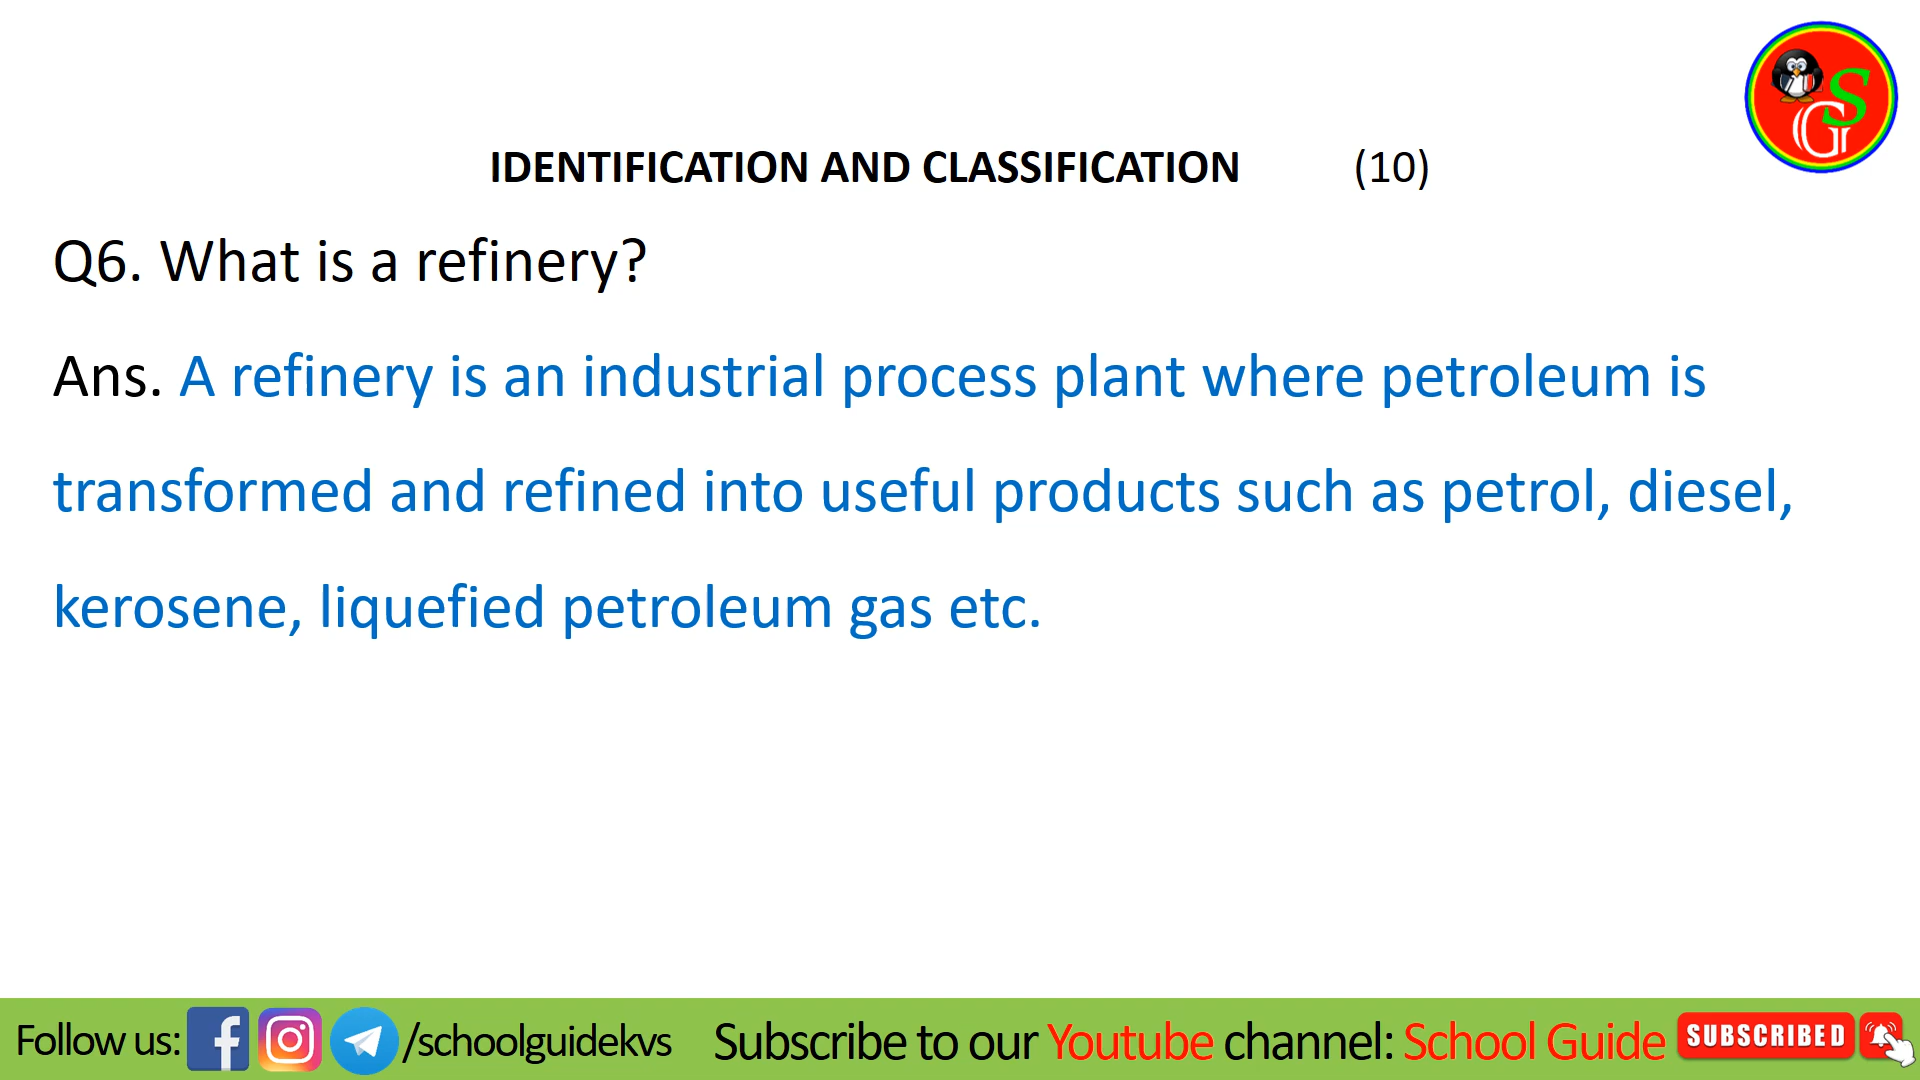 S
G
IDENTIFICATION AND CLASSIFICATION (10)
Q6. What is a refinery?
Ans. A refinery is an industrial process plant where petroleum is
transformed and refined into useful products such as petrol, diesel,
kerosene, liquefied petroleum gas etc.
Follow us: /schoolguidekvs Subscribe to our Youtube channel: School Guide SUBSCRIBED